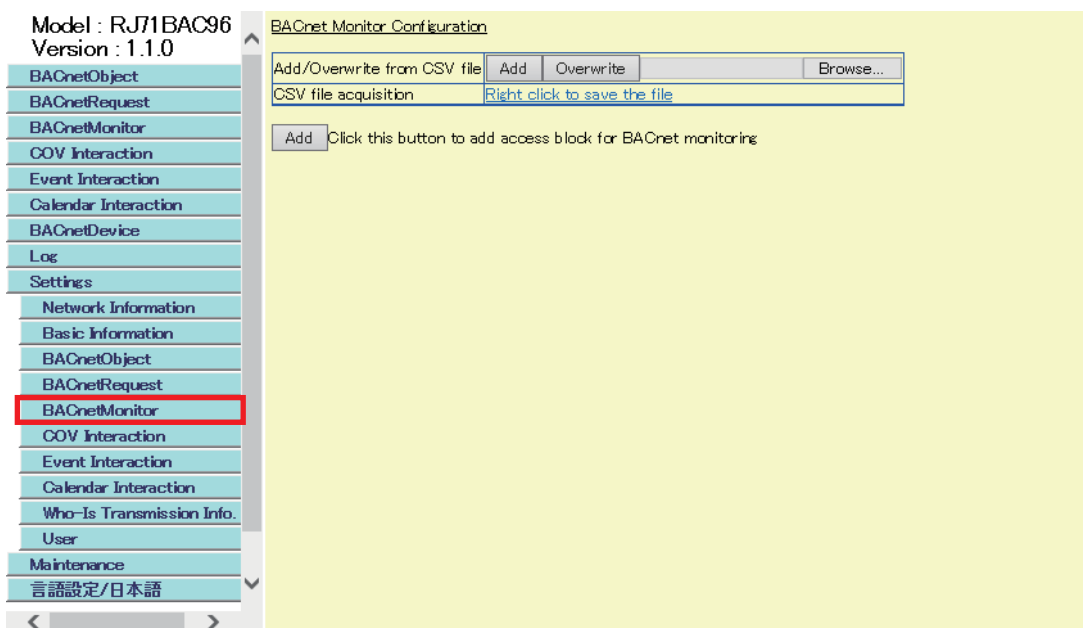 Model : RJ71BAC96
Version : 1.1.0
BACnetObject
BACnetRequest
BACnetMonitor
COV Interaction
Event Interaction
Calendar Interaction
BACnetDevice
Log
Settings
Network Information
Basic Information
BACnetObject
BACnetRequest
BACnetMonitor
COV Interaction
Event Interaction
Calendar Interaction
Who-Is Transmission Info.
User
Maintenance
言語設定/日本語
BACnet Monitor Configuration
Add/Overwrite from CSV file Add Overwrite Browse...
CSV file acquisition Right click to save the file
Add Click this button to add access block for BACnet monitoring